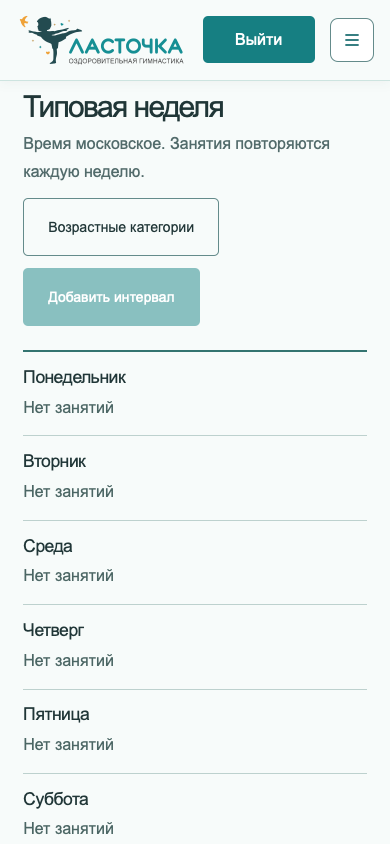 ЛАСТОЧКА
ОЗДОРОВИТЕЛЬНАЯ ГИМНАСТИКА
Выйти
Типовая неделя
Время московское. Занятия повторяются
каждую неделю.
Возрастные категории
Добавить интервал
Понедельник
Нет занятий
Вторник
Нет занятий
Среда
Нет занятий
Четверг
Нет занятий
Пятница
Нет занятий
Суббота
Нет занятий